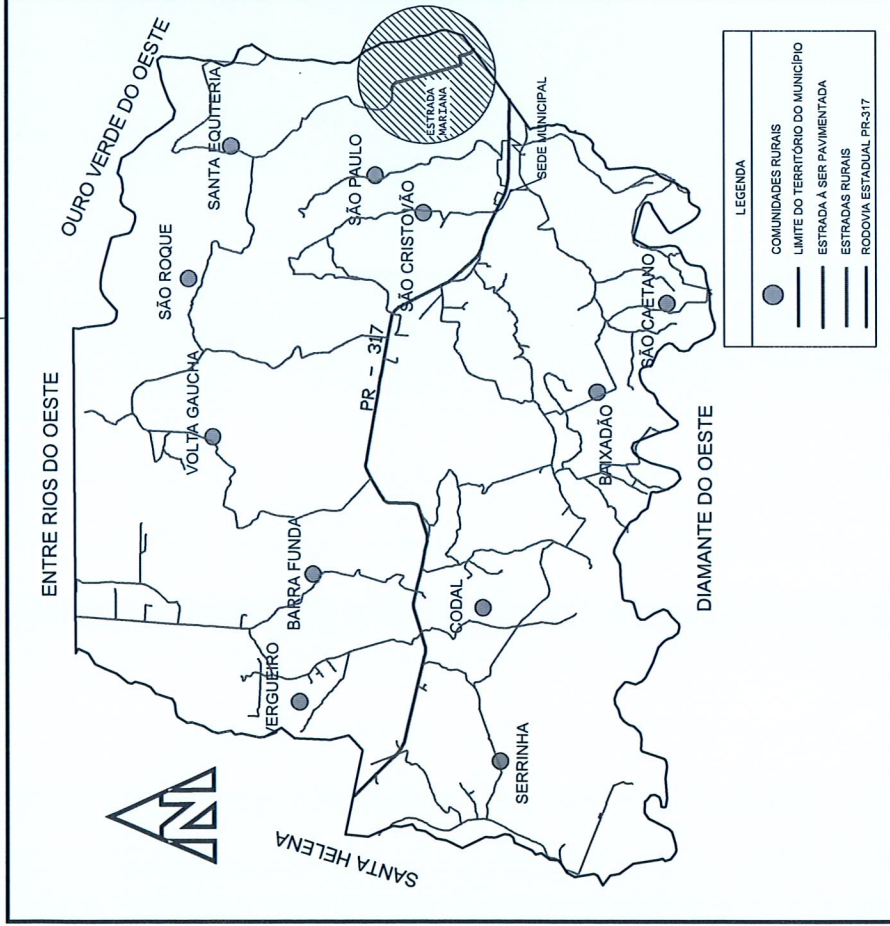 ENTRE RIOS DO OESTE
OURO VERDE DO OESTE
SANTA EQUITERIA
SÃO ROQUE
VOLTA GAUCHA
SÃO PAULO
SÃO CRISTOVÃO
ESTRADA
MARIANA
BARRA FUNDA
VERGUEIRO
PR - 317
SEDE MUNICIPAL
CODAL
SERRINHA
BAIXADÃO
SÃO CAETANO
SANTA HELENA
DIAMANTE DO OESTE
N
LEGENDA
COMUNIDADES RURAIS
LIMITE DO TERRITÓRIO DO MUNICÍPIO
ESTRADA À SER PAVIMENTADA
ESTRADAS RURAIS
RODOVIA ESTADUAL PR-317